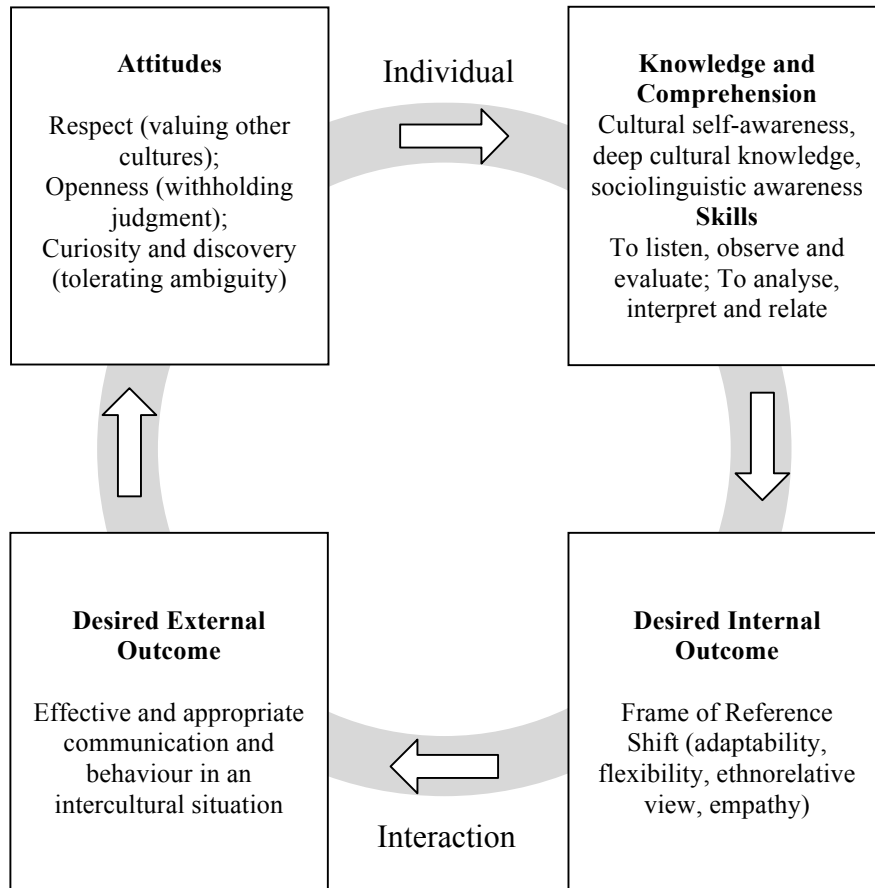 Attitudes
Respect (valuing other
cultures);
Openness (withholding
judgment);
Curiosity and discovery
(tolerating ambiguity)
Individual
Knowledge and
Comprehension
Cultural self-awareness,
deep cultural knowledge,
sociolinguistic awareness
Skills
To listen, observe and
evaluate; To analyse,
interpret and relate
Desired External
Outcome
Effective and appropriate
communication and
behaviour in an
intercultural situation
Interaction
Desired Internal
Outcome
Frame of Reference
Shift (adaptability,
flexibility, ethnorelative
view, empathy)